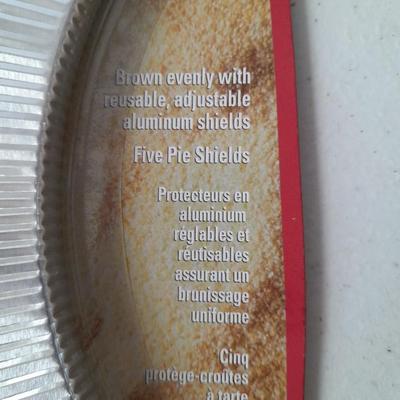 Brown evenly with
reusable, adjustable
aluminum shields
Five Pie Shields
Protecteurs en
aluminium
réglables et
réutisables
assurant un
brunissage
uniforme
Cinq
protège-croûtes
à tarte